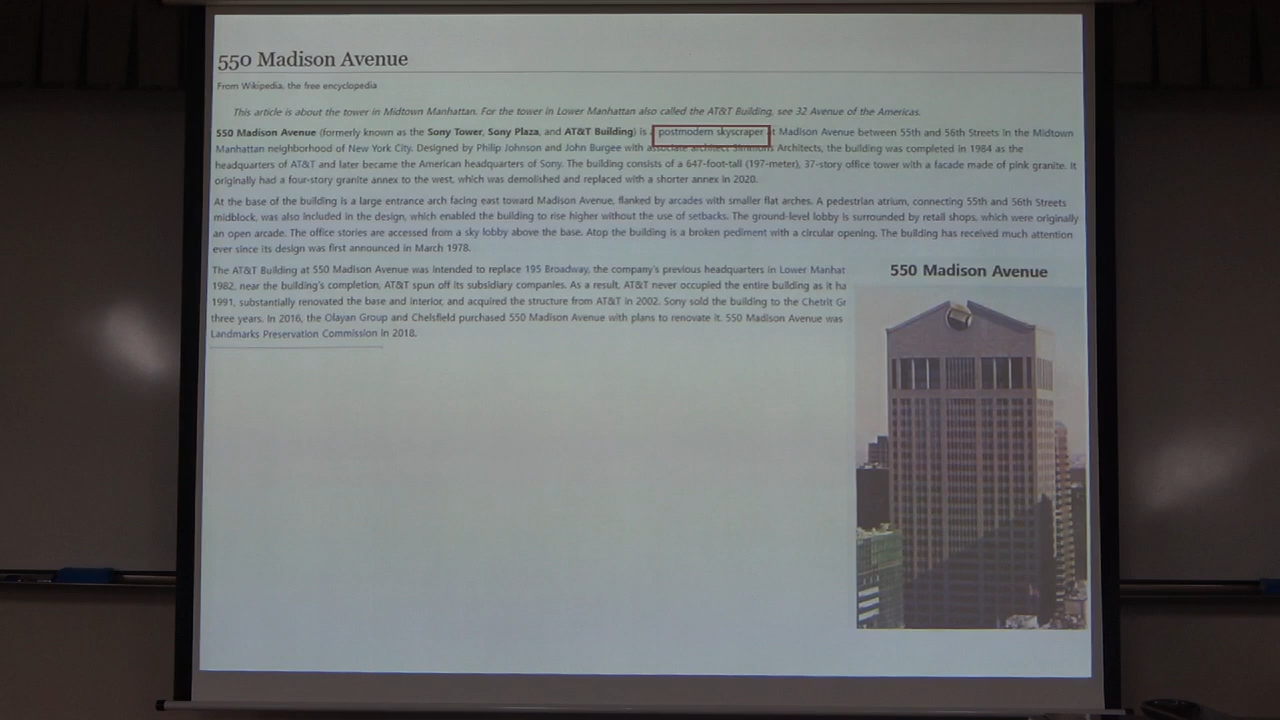 550 Madison Avenue
From Wikipedia, the free encyclopedia
This article is about the tower in Midtown Manhattan. For the tower in Lower Manhattan also called the AT&T Building, see 32 Avenue of the Americas.
550 Madison Avenue (formerly known as the Sony Tower, Sony Plaza, and AT&T Building) is postmodern skyscraper at Madison Avenue between 55th and 56th Streets in the Midtown
Manhattan neighborhood of New York City. Designed by Philip Johnson and John Burgee with associate architect Simmons Architects, the building was completed in 1984 as the
headquarters of AT&T and later became the American headquarters of Sony. The building consists of a 647-foot-tall (197-meter), 37-story office tower with a facade made of pink granite. It
originally had a four-story granite annex to the west, which was demolished and replaced with a shorter annex in 2020.
At the base of the building is a large entrance arch facing east toward Madison Avenue, flanked by arcades with smaller flat arches. A pedestrian atrium, connecting 55th and 56th Streets
midblock, was also included in the design, which enabled the building to rise higher without the use of setbacks. The ground-level lobby is surrounded by retail shops, which were originally
an open arcade. The office stories are accessed from a sky lobby above the base. Atop the building is a broken pediment with a circular opening. The building has received much attention
ever since its design was first announced in March 1978.
The AT&T Building at 550 Madison Avenue was intended to replace 195 Broadway, the company's previous headquarters in Lower Manhat
1982, near the building's completion, AT&T spun off its subsidiary companies. As a result, AT&T never occupied the entire building as it ha
1991, substantially renovated the base and interior, and acquired the structure from AT&T in 2002. Sony sold the building to the Chetrit Gr
three years. In 2016, the Olayan Group and Chelsfield purchased 550 Madison Avenue with plans to renovate it. 550 Madison Avenue was
Landmarks Preservation Commission in 2018.
550 Madison Avenue